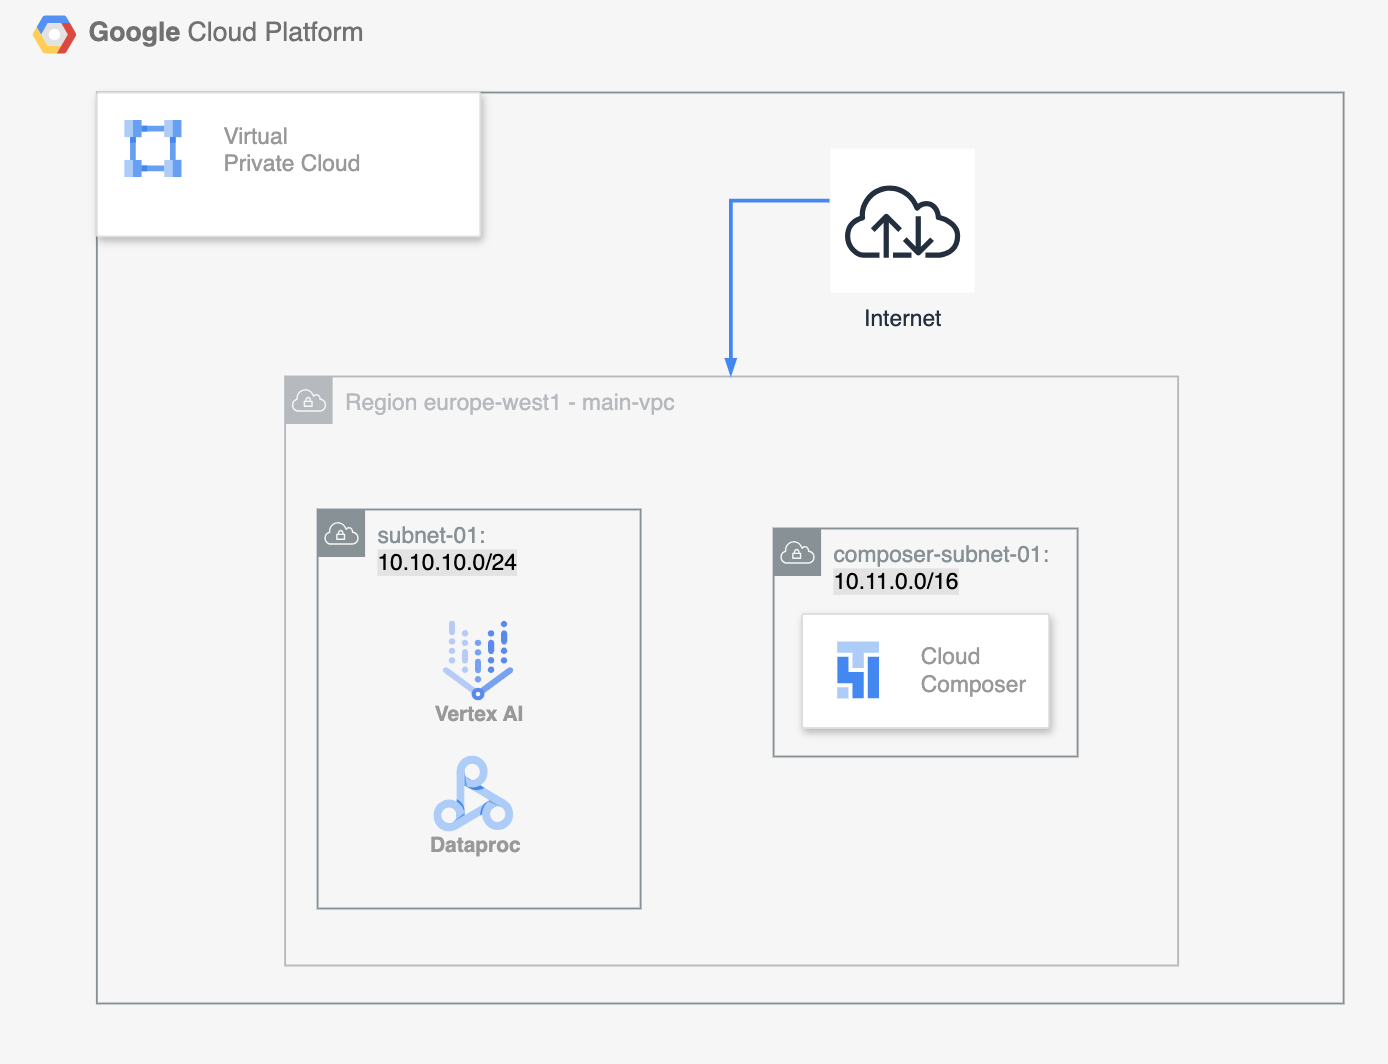 Google Cloud Platform
Virtual
Private Cloud
Internet
Region europe-west1 - main-vpc
subnet-01:
10.10.10.0/24
Vertex AI
Dataproc
composer-subnet-01:
10.11.0.0/16
Cloud
Composer